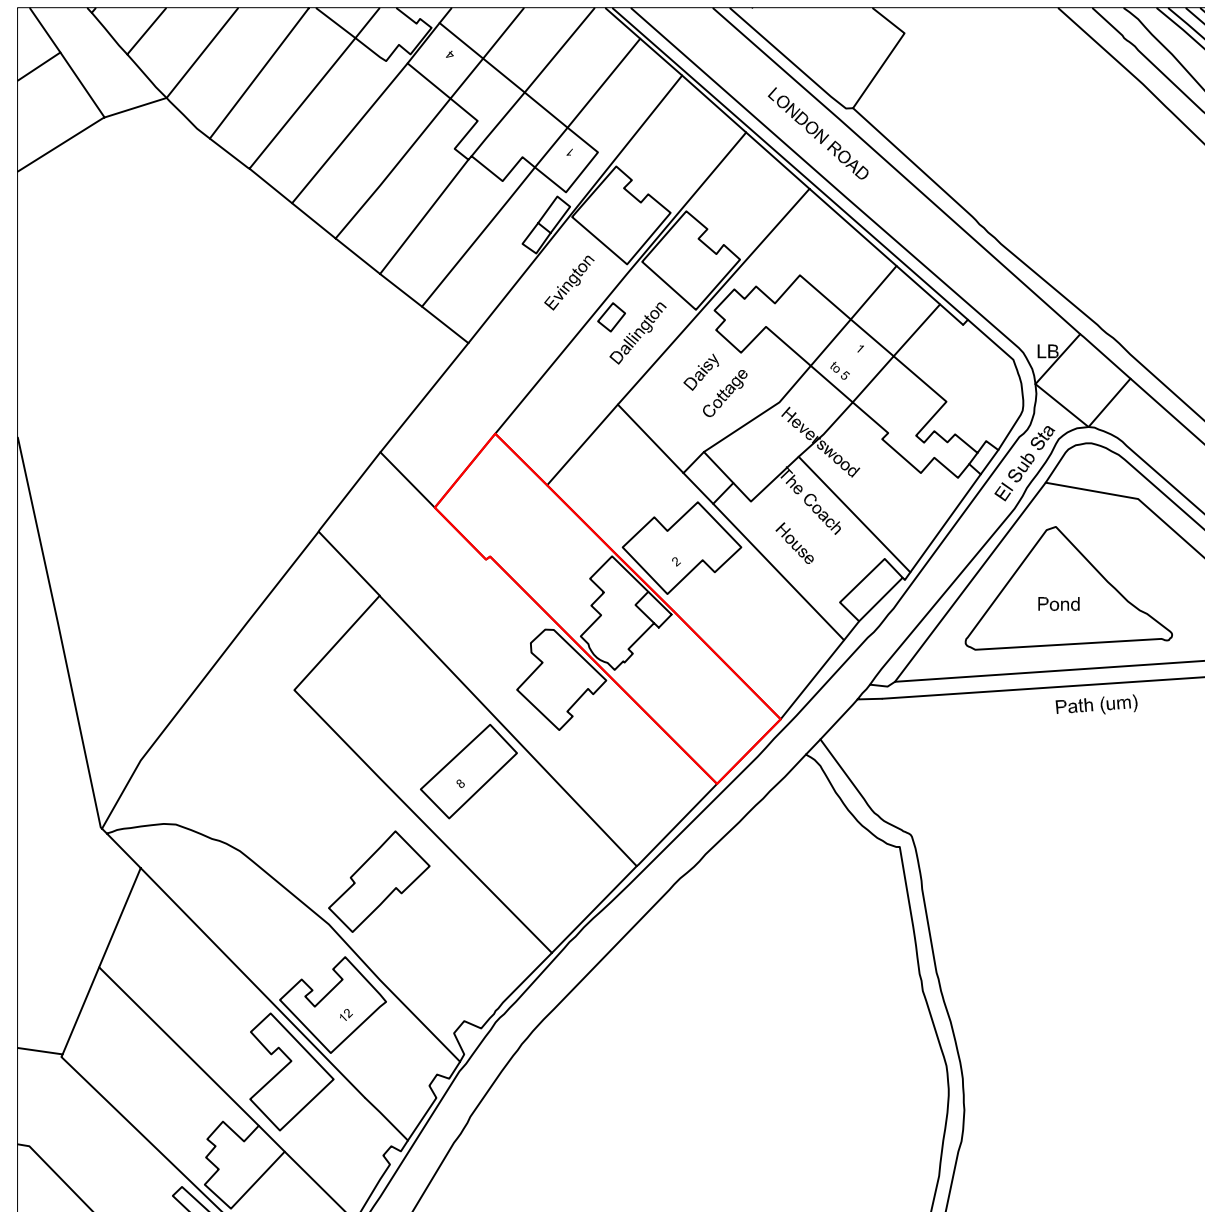 4
1
LONDON ROAD
Evington
Dallington
LB
1
to 5
Daisy
Cottage
Heverswood
El Sub Sta
The Coach
House
2
Pond
Path (um)
8
12